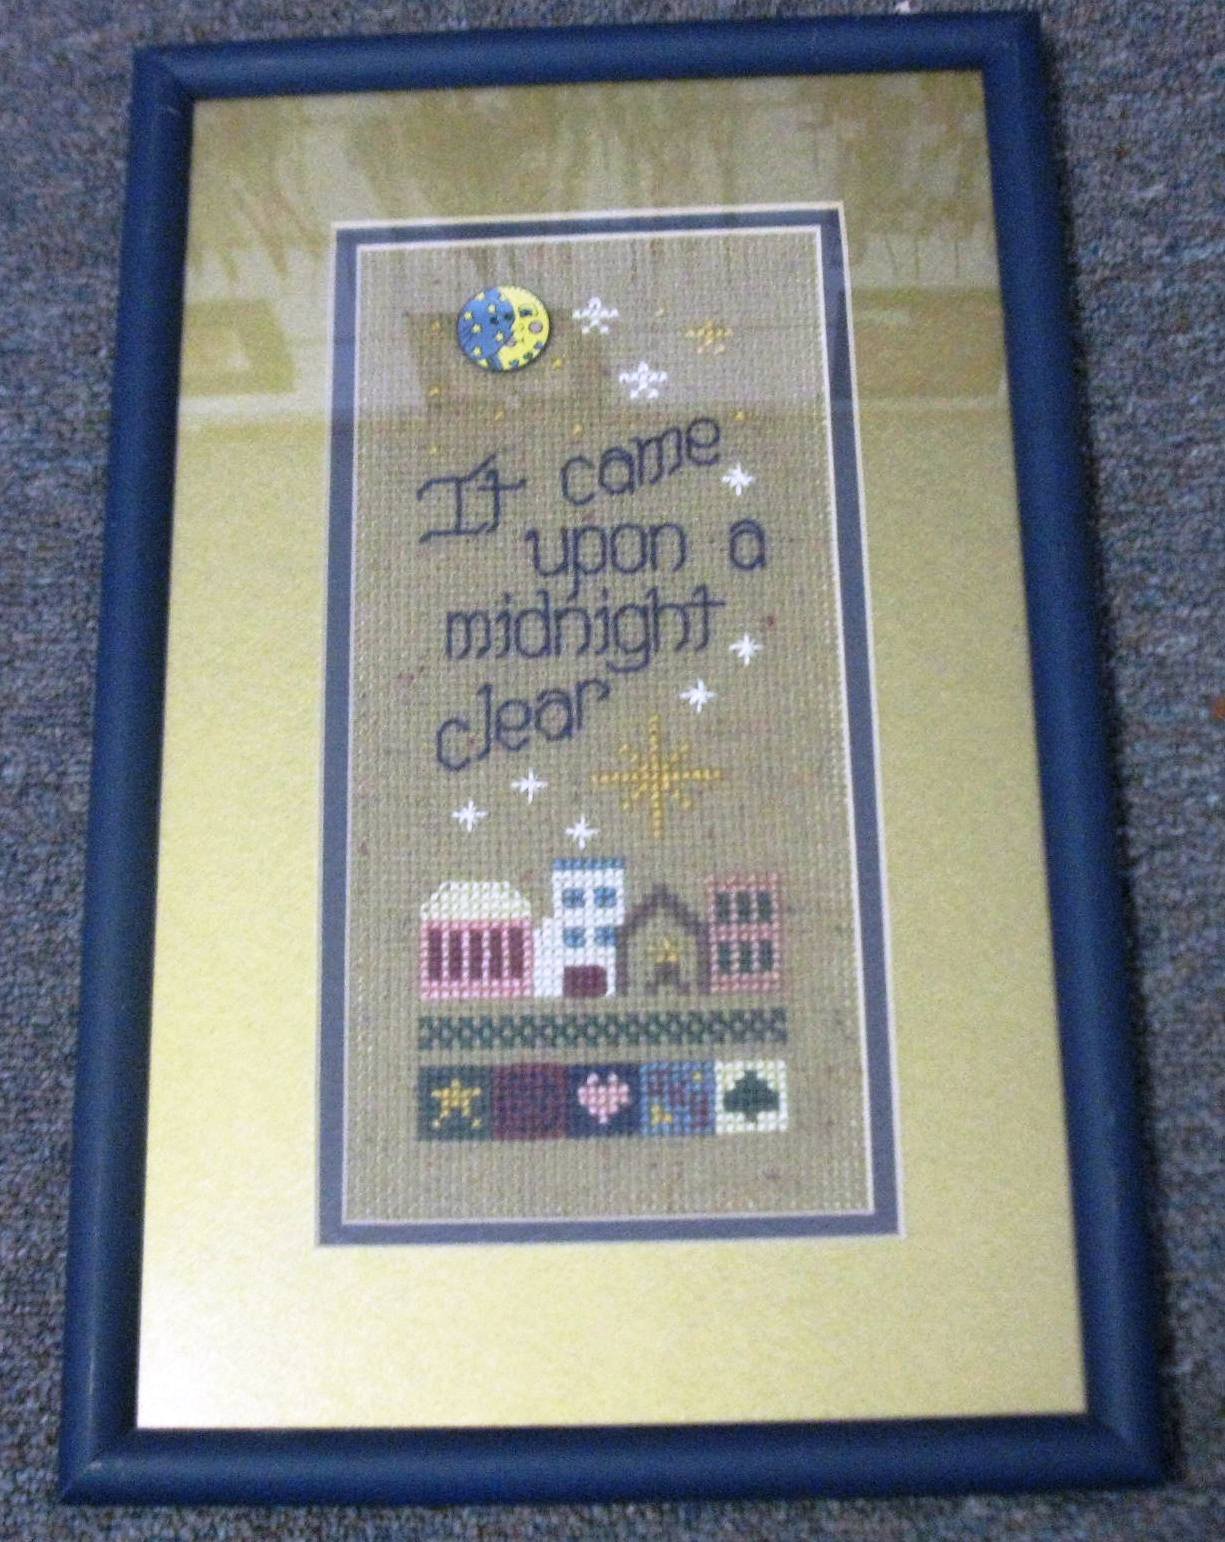 It came
upon a
midnight
clear